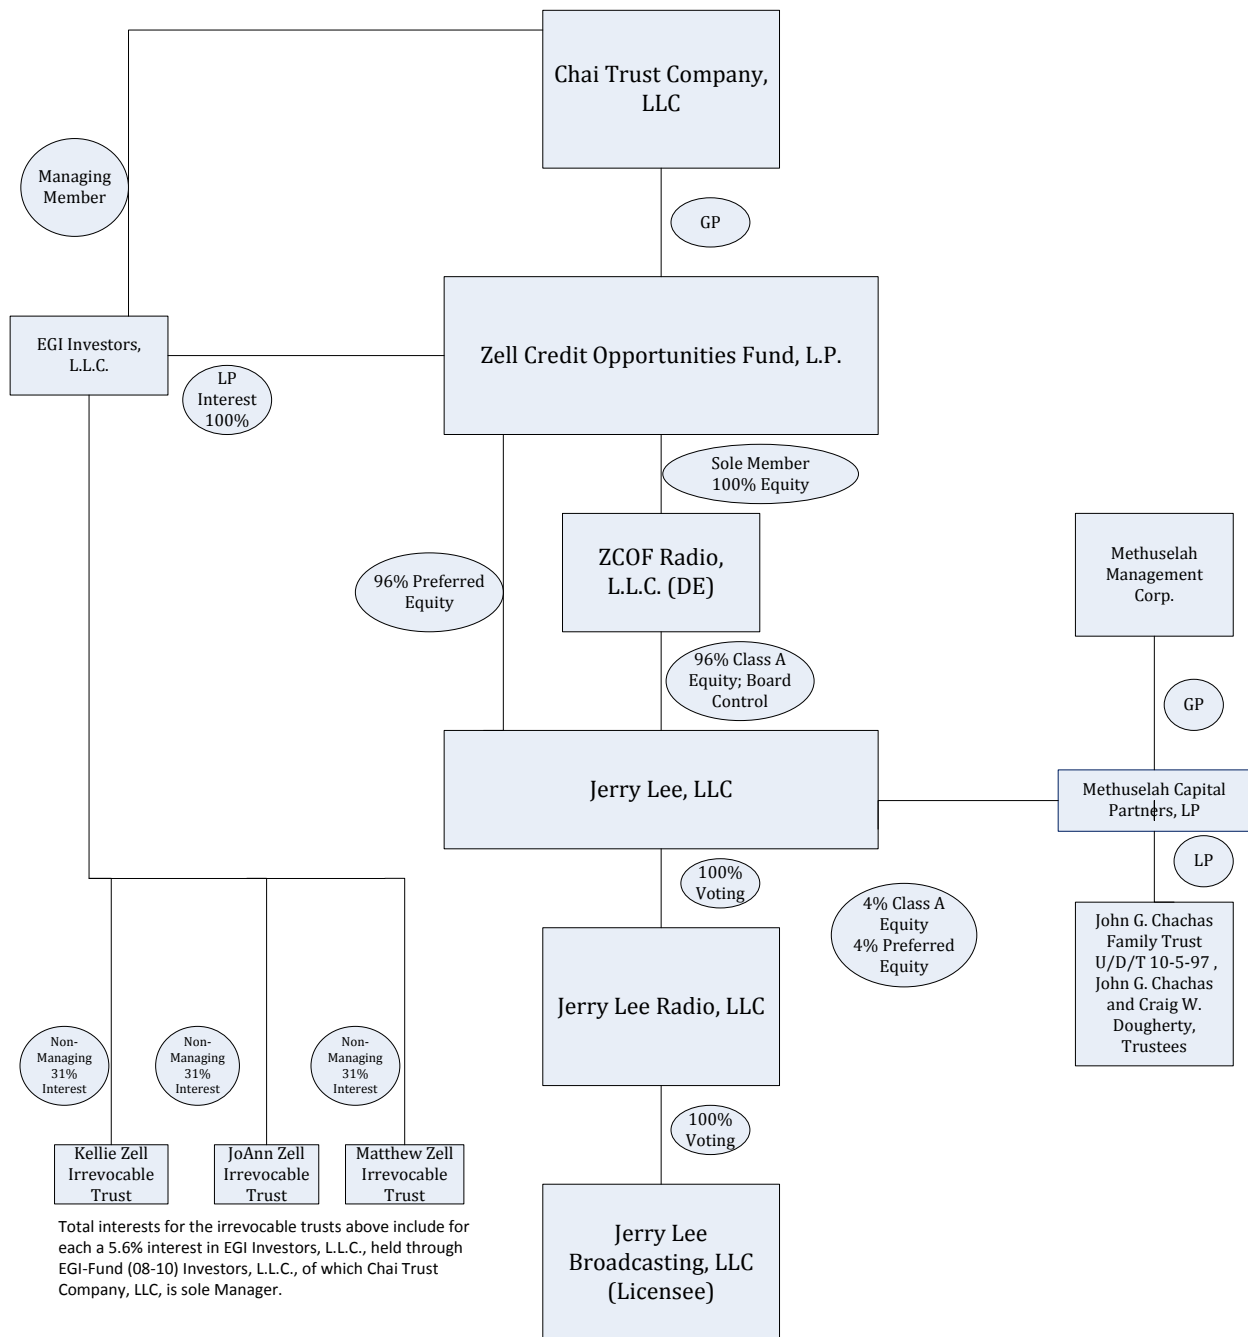 Chai Trust Company,
LLC
Managing
Member
GP
EGI Investors,
L.L.C.
Zell Credit Opportunities Fund, L.P.
LP
Interest
100%
Sole Member
100% Equity
96% Preferred
Equity
ZCOF Radio,
L.L.C. (DE)
Methuselah
Management
Corp.
96% Class A
Equity; Board
Control
GP
Jerry Lee, LLC
Methuselah Capital
Partners, LP
100%
Voting
LP
4% Class A
Equity
4% Preferred
Equity
John G. Chachas
Family Trust
U/D/T 10-5-97 ,
John G. Chachas
and Craig W.
Dougherty,
Trustees
Jerry Lee Radio, LLC
Non-
Managing
31%
Interest
Non-
Managing
31%
Interest
Non-
Managing
31%
Interest
100%
Voting
Kellie Zell
Irrevocable
Trust
JoAnn Zell
Irrevocable
Trust
Matthew Zell
Irrevocable
Trust
Jerry Lee
Broadcasting, LLC
(Licensee)
Total interests for the irrevocable trusts above include for
each a 5.6% interest in EGI Investors, L.L.C., held through
EGI-Fund (08-10) Investors, L.L.C., of which Chai Trust
Company, LLC, is sole Manager.